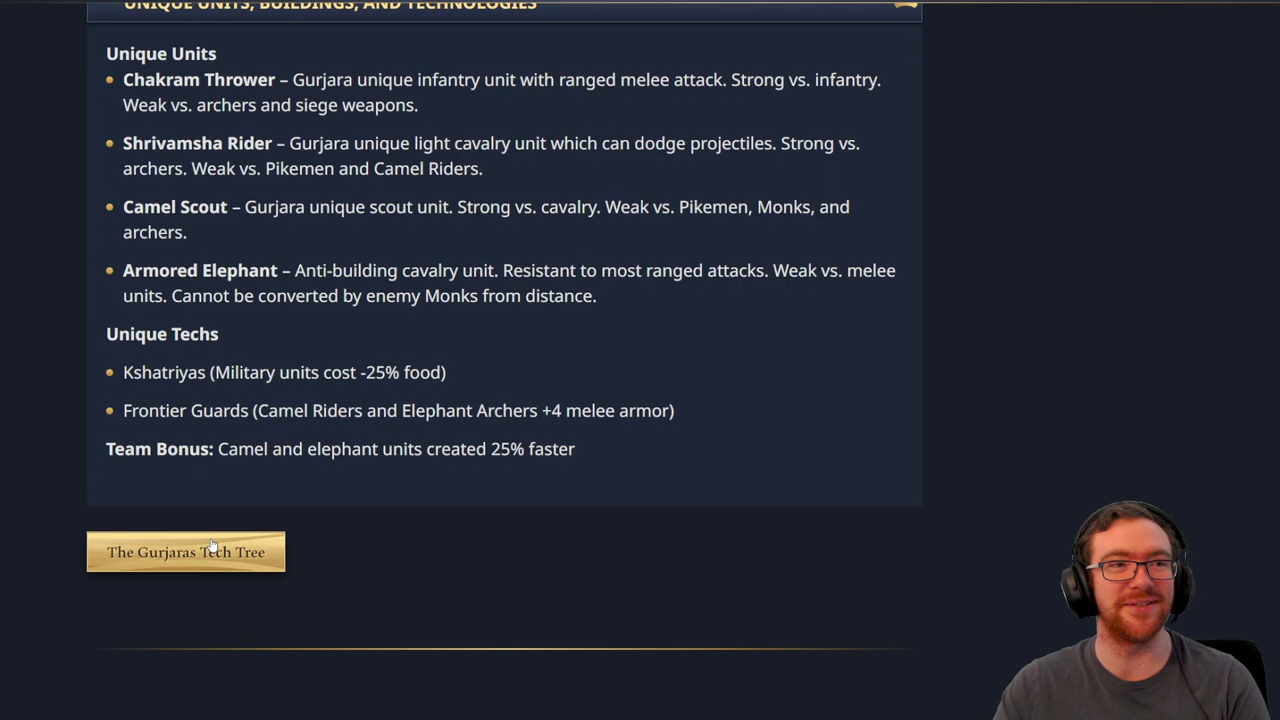 UNIQUE UNITS, BUILDINGS, AND TECHNOLOGIES
Unique Units
Chakram Thrower – Gurjara unique infantry unit with ranged melee attack. Strong vs. infantry.
Weak vs. archers and siege weapons.
Shrivamsha Rider – Gurjara unique light cavalry unit which can dodge projectiles. Strong vs.
archers. Weak vs. Pikemen and Camel Riders.
Camel Scout – Gurjara unique scout unit. Strong vs. cavalry. Weak vs. Pikemen, Monks, and
archers.
Armored Elephant – Anti-building cavalry unit. Resistant to most ranged attacks. Weak vs. melee
units. Cannot be converted by enemy Monks from distance.
Unique Techs
Kshatriyas (Military units cost -25% food)
Frontier Guards (Camel Riders and Elephant Archers +4 melee armor)
Team Bonus: Camel and elephant units created 25% faster
The Gurjaras Tech Tree